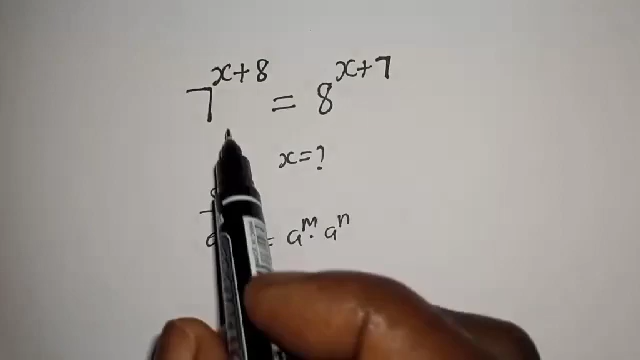 7^{x+8} = 8^{x+7}
x = ?
= a^m · a^n